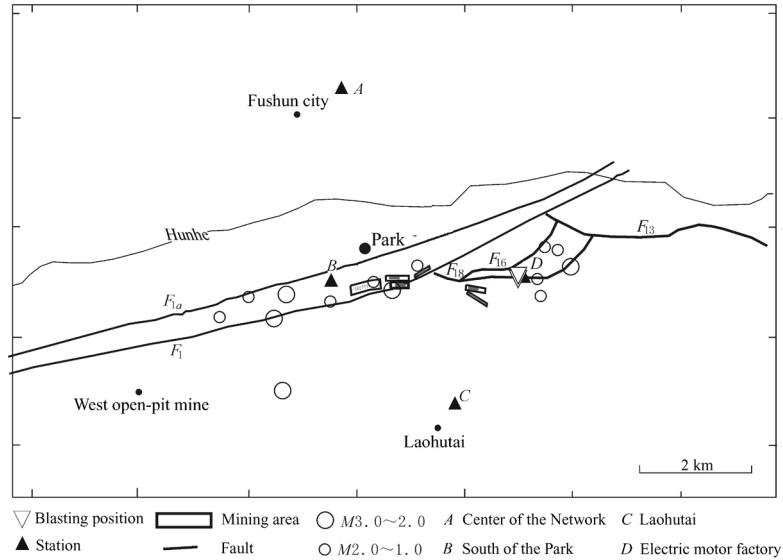 A
Fushun city
Hunhe
Park
F13
B
F18
F16
D
F1a
F1
West open-pit mine
C
Laohutai
2 km
Blasting position
Mining area
M3.0～2.0
A Center of the Network
C Laohutai
Station
Fault
M2.0～1.0
B South of the Park
D Electric motor factory